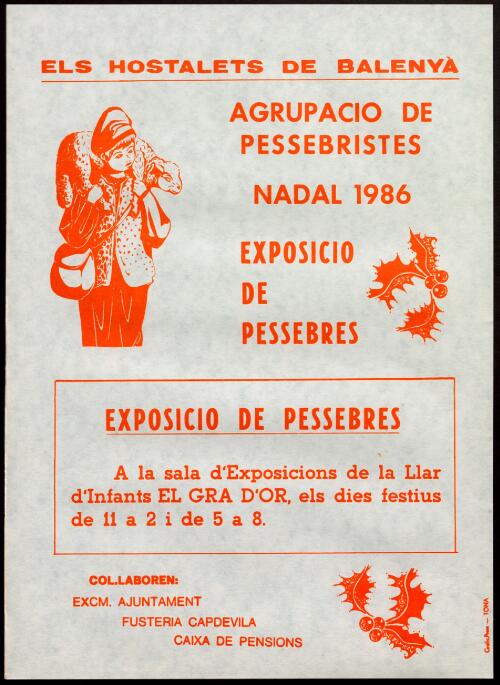 ELS HOSTALETS DE BALENYÀ
AGRUPACIO DE
PESSEBRISTES
NADAL 1986
EXPOSICIO
DE
PESSEBRES
EXPOSICIO DE PESSEBRES
A la sala d'Exposicions de la Llar
d'Infants EL GRA D'OR, els dies festius
de 11 a 2 i de 5 a 8.
COL.LABOREN:
EXCM. AJUNTAMENT
FUSTERIA CAPDEVILA
CAIXA DE PENSIONS
TONA